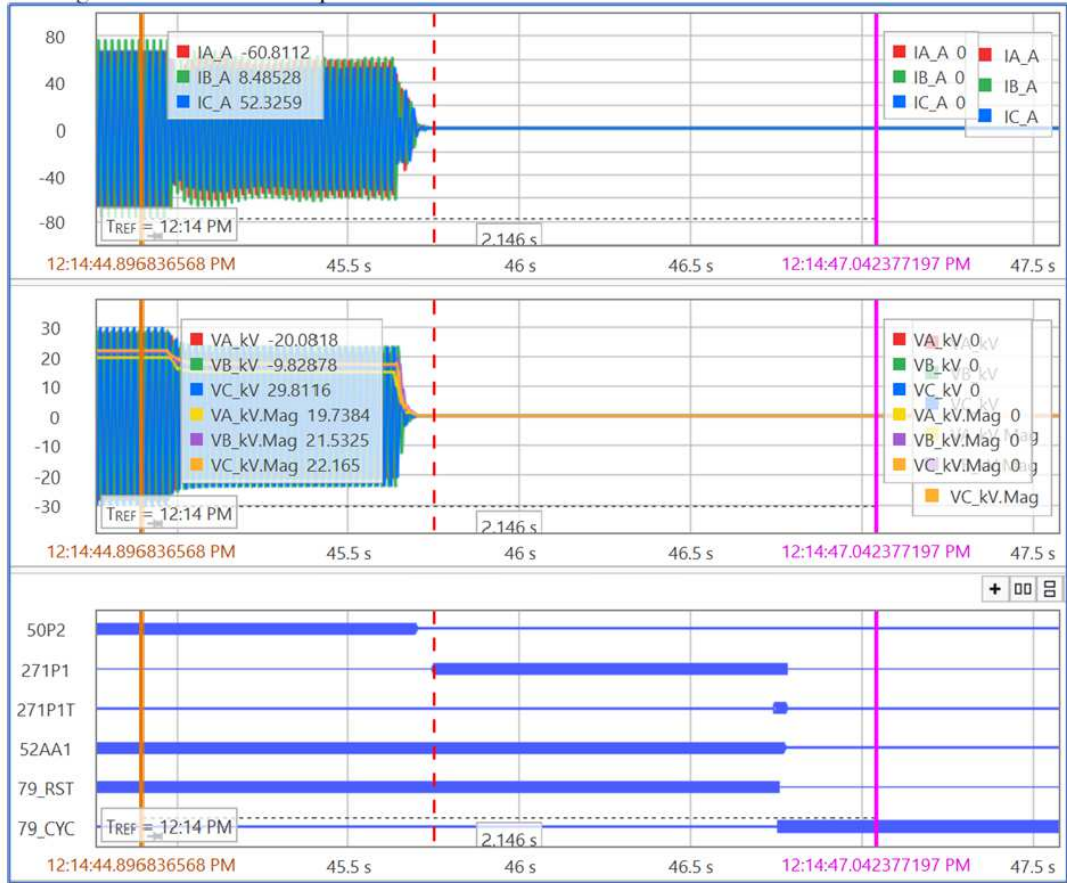 80
40
0
-40
-80
IA_A -60.8112
IB_A 8.48528
IC_A 52.3259
IA_A 0
IB_A 0
IC_A 0
IA_A
IB_A
IC_A
TREF = 12:14 PM
2.146 s
12:14:44.896836568 PM 45.5 s 46 s 46.5 s 12:14:47.042377197 PM 47.5 s
30
20
10
0
-10
-20
-30
VA_kV -20.0818
VB_kV -9.82878
VC_kV 29.8116
VA_kV.Mag 19.7384
VB_kV.Mag 21.5325
VC_kV.Mag 22.165
VA_kV 0
VB_kV 0
VC_kV 0
VA_kV.Mag 0
VB_kV.Mag 0
VC_kV.Mag 0
VC_kV.Mag
TREF = 12:14 PM
2.146 s
12:14:44.896836568 PM 45.5 s 46 s 46.5 s 12:14:47.042377197 PM 47.5 s
50P2
271P1
271P1T
52AA1
79_RST
79_CYC
TREF = 12:14 PM
2.146 s
12:14:44.896836568 PM 45.5 s 46 s 46.5 s 12:14:47.042377197 PM 47.5 s